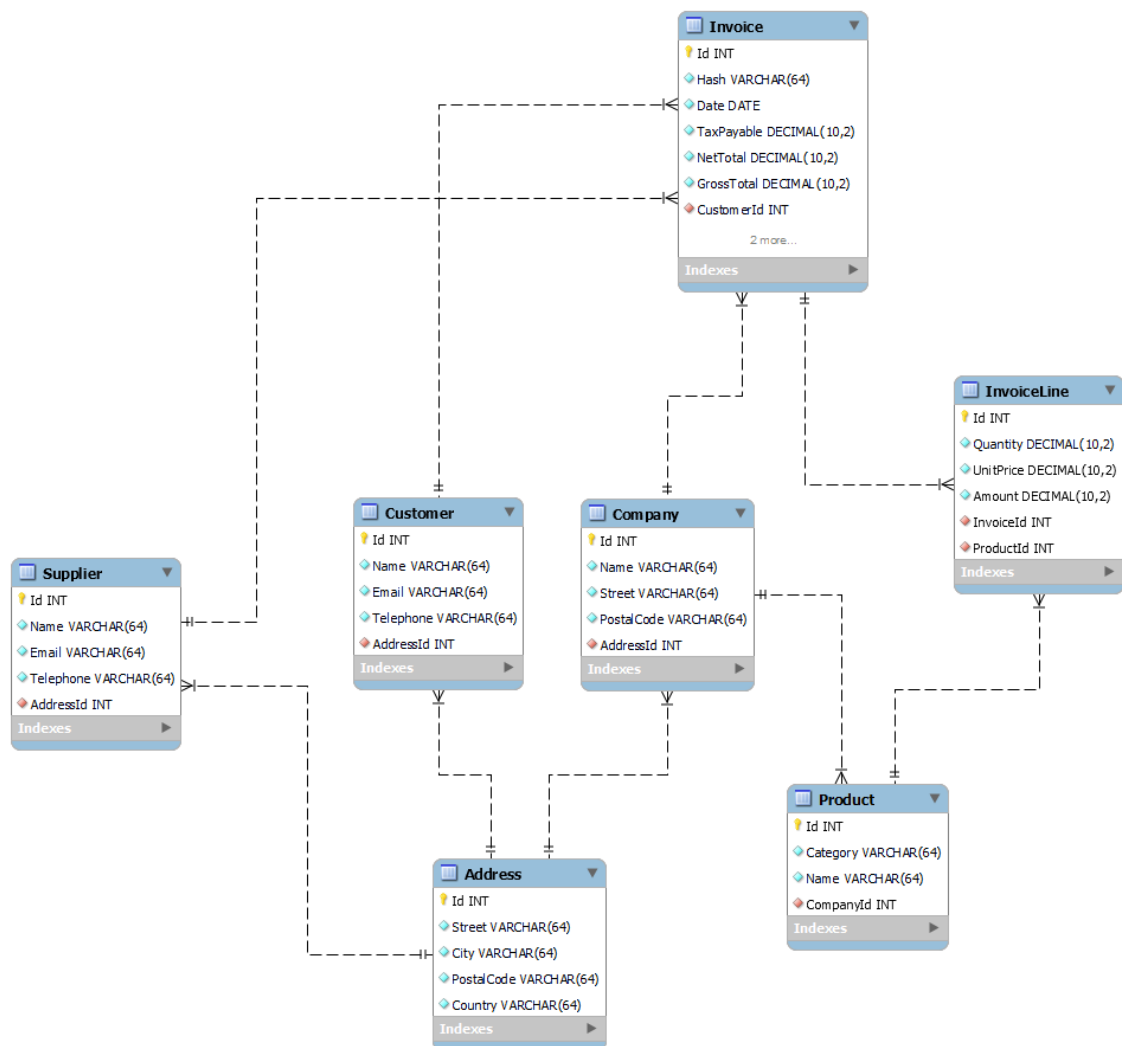 Invoice
Id INT
Hash VARCHAR(64)
Date DATE
TaxPayable DECIMAL(10,2)
NetTotal DECIMAL(10,2)
GrossTotal DECIMAL(10,2)
CustomerId INT
2 more...
Indexes
InvoiceLine
Id INT
Quantity DECIMAL(10,2)
UnitPrice DECIMAL(10,2)
Amount DECIMAL(10,2)
InvoiceId INT
ProductId INT
Indexes
Customer
Id INT
Name VARCHAR(64)
Email VARCHAR(64)
Telephone VARCHAR(64)
AddressId INT
Indexes
Company
Id INT
Name VARCHAR(64)
Street VARCHAR(64)
PostalCode VARCHAR(64)
AddressId INT
Indexes
Supplier
Id INT
Name VARCHAR(64)
Email VARCHAR(64)
Telephone VARCHAR(64)
AddressId INT
Indexes
Product
Id INT
Category VARCHAR(64)
Name VARCHAR(64)
CompanyId INT
Indexes
Address
Id INT
Street VARCHAR(64)
City VARCHAR(64)
PostalCode VARCHAR(64)
Country VARCHAR(64)
Indexes